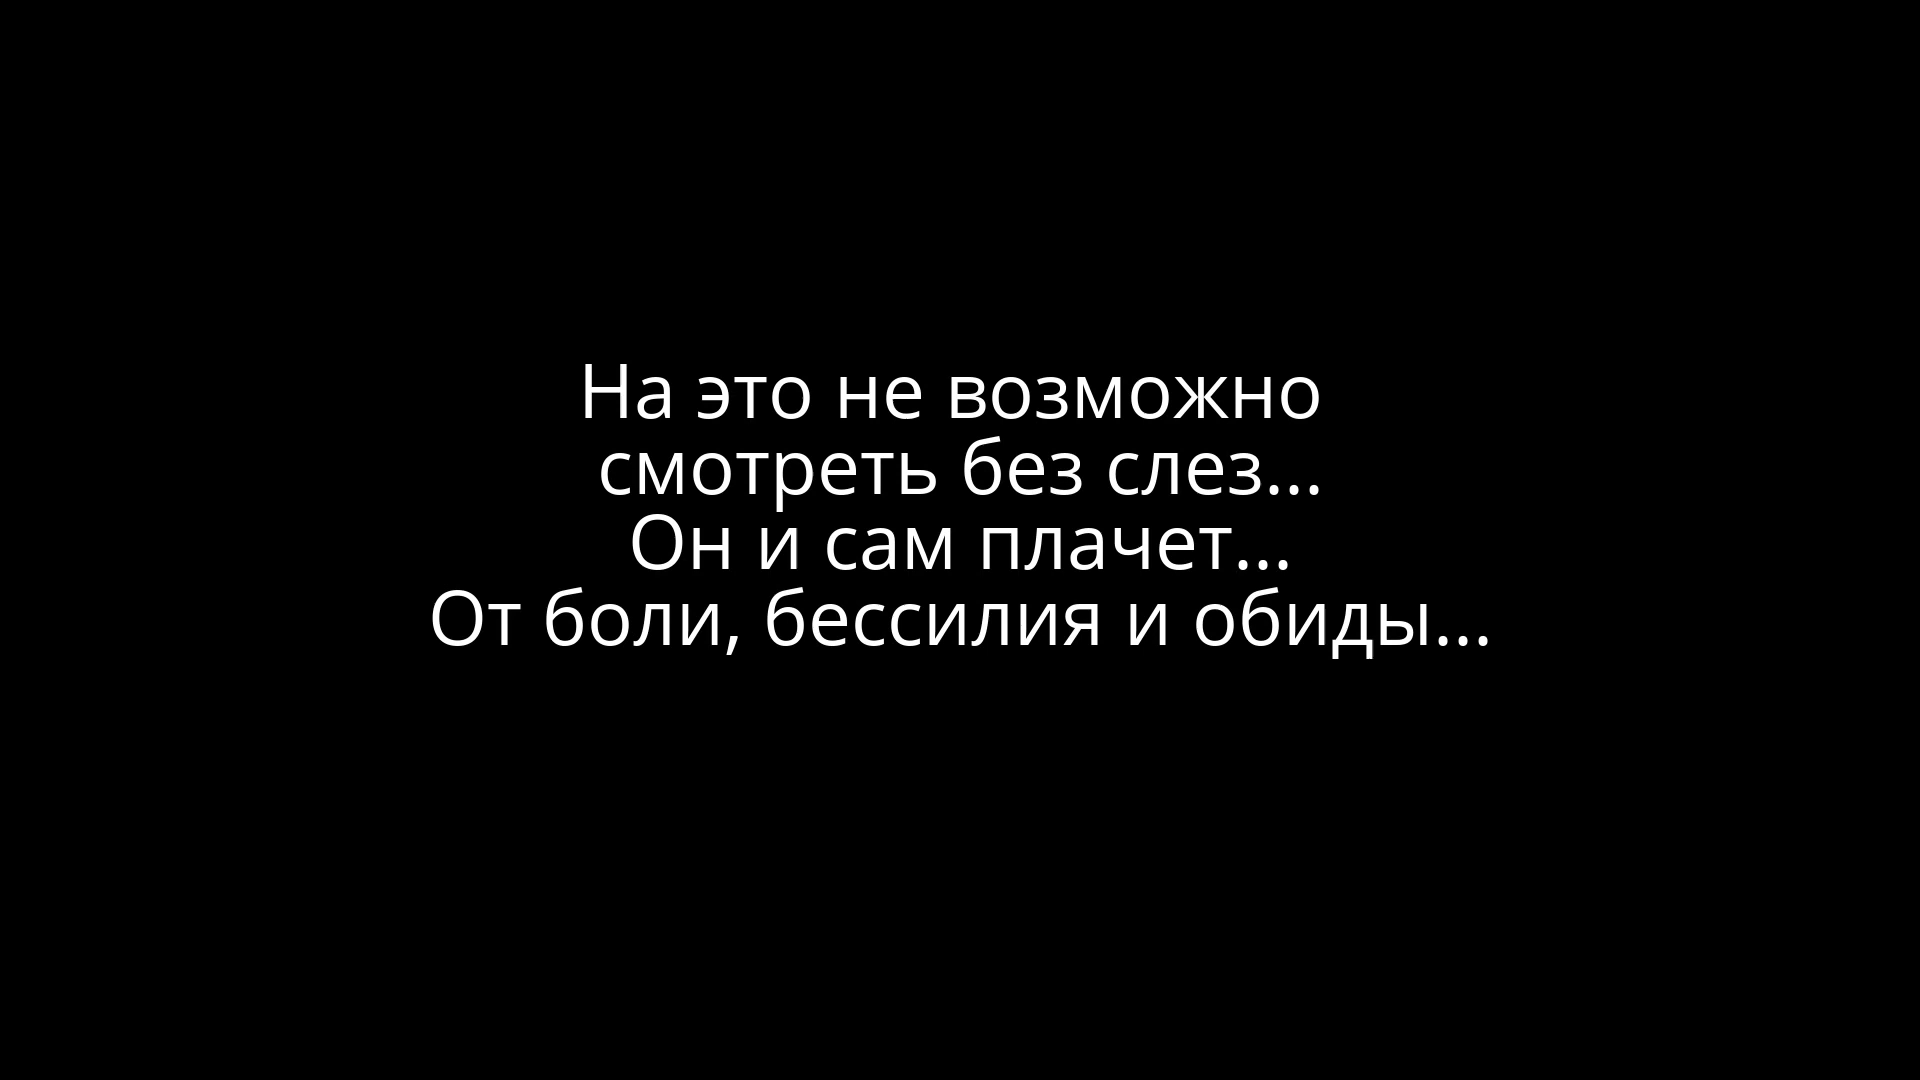 На это не возможно
смотреть без слез...
Он и сам плачет...
От боли, бессилия и обиды...